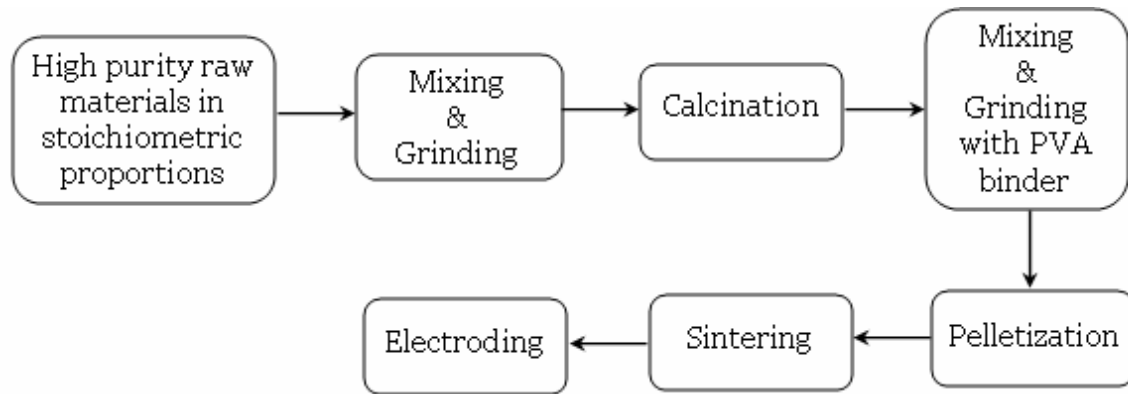 High purity raw
materials in
stoichiometric
proportions
Mixing
&
Grinding
Calcination
Mixing
&
Grinding
with PVA
binder
Pelletization
Sintering
Electroding